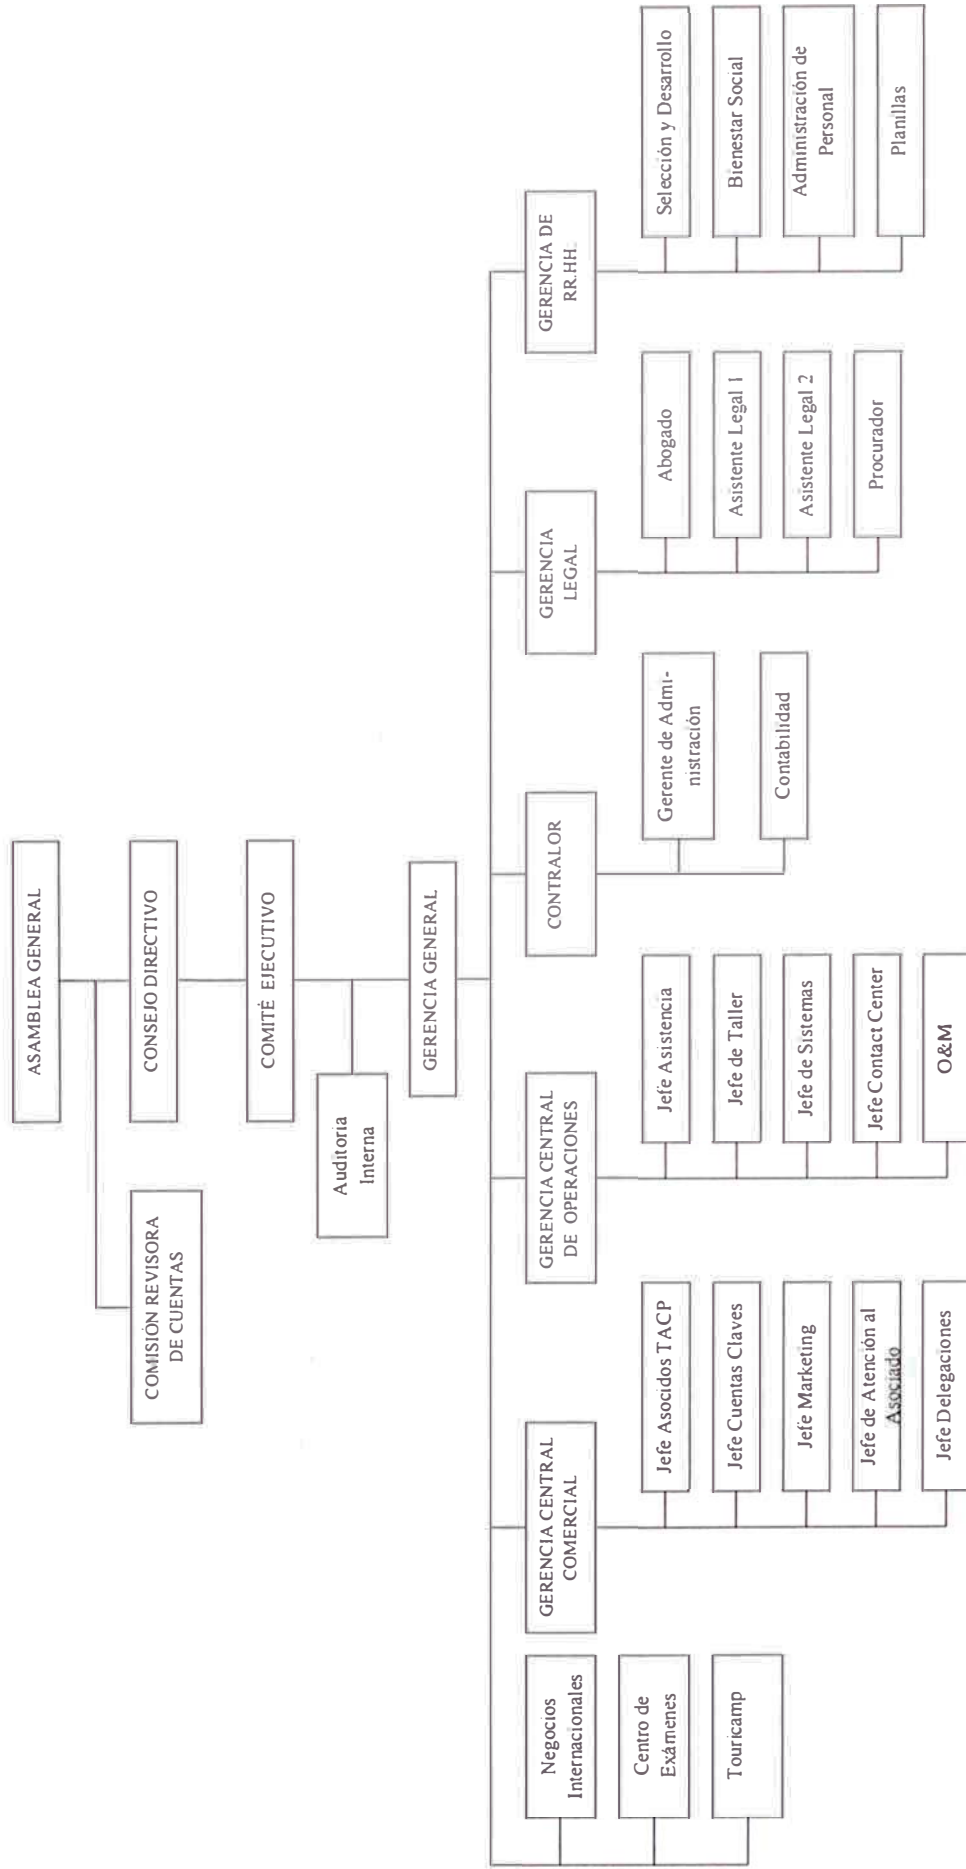 ASAMBLEA GENERAL
COMISIÓN REVISORA
DE CUENTAS
CONSEJO DIRECTIVO
COMITÉ EJECUTIVO
Auditoria
Interna
GERENCIA GENERAL
Negocios
Internacionales
Centro de
Exámenes
Touricamp
GERENCIA CENTRAL
COMERCIAL
Jefe Asocidos TACP
Jefe Cuentas Claves
Jefe Marketing
Jefe de Atención al
Asociado
Jefe Delegaciones
GERENCIA CENTRAL
DE OPERACIONES
Jefe Asistencia
Jefe de Taller
Jefe de Sistemas
Jefe Contact Center
O&M
CONTRALOR
Gerente de Admi-
nistración
Contabilidad
GERENCIA
LEGAL
Abogado
Asistente Legal 1
Asistente Legal 2
Procurador
GERENCIA DE
RR.HH.
Selección y Desarrollo
Bienestar Social
Administración de
Personal
Planillas